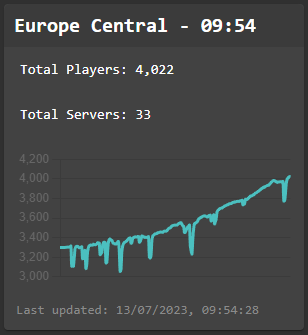 Europe Central - 09:54
Total Players: 4,022
Total Servers: 33
4,200
4,000
3,800
3,600
3,400
3,200
3,000
Last updated: 13/07/2023, 09:54:28